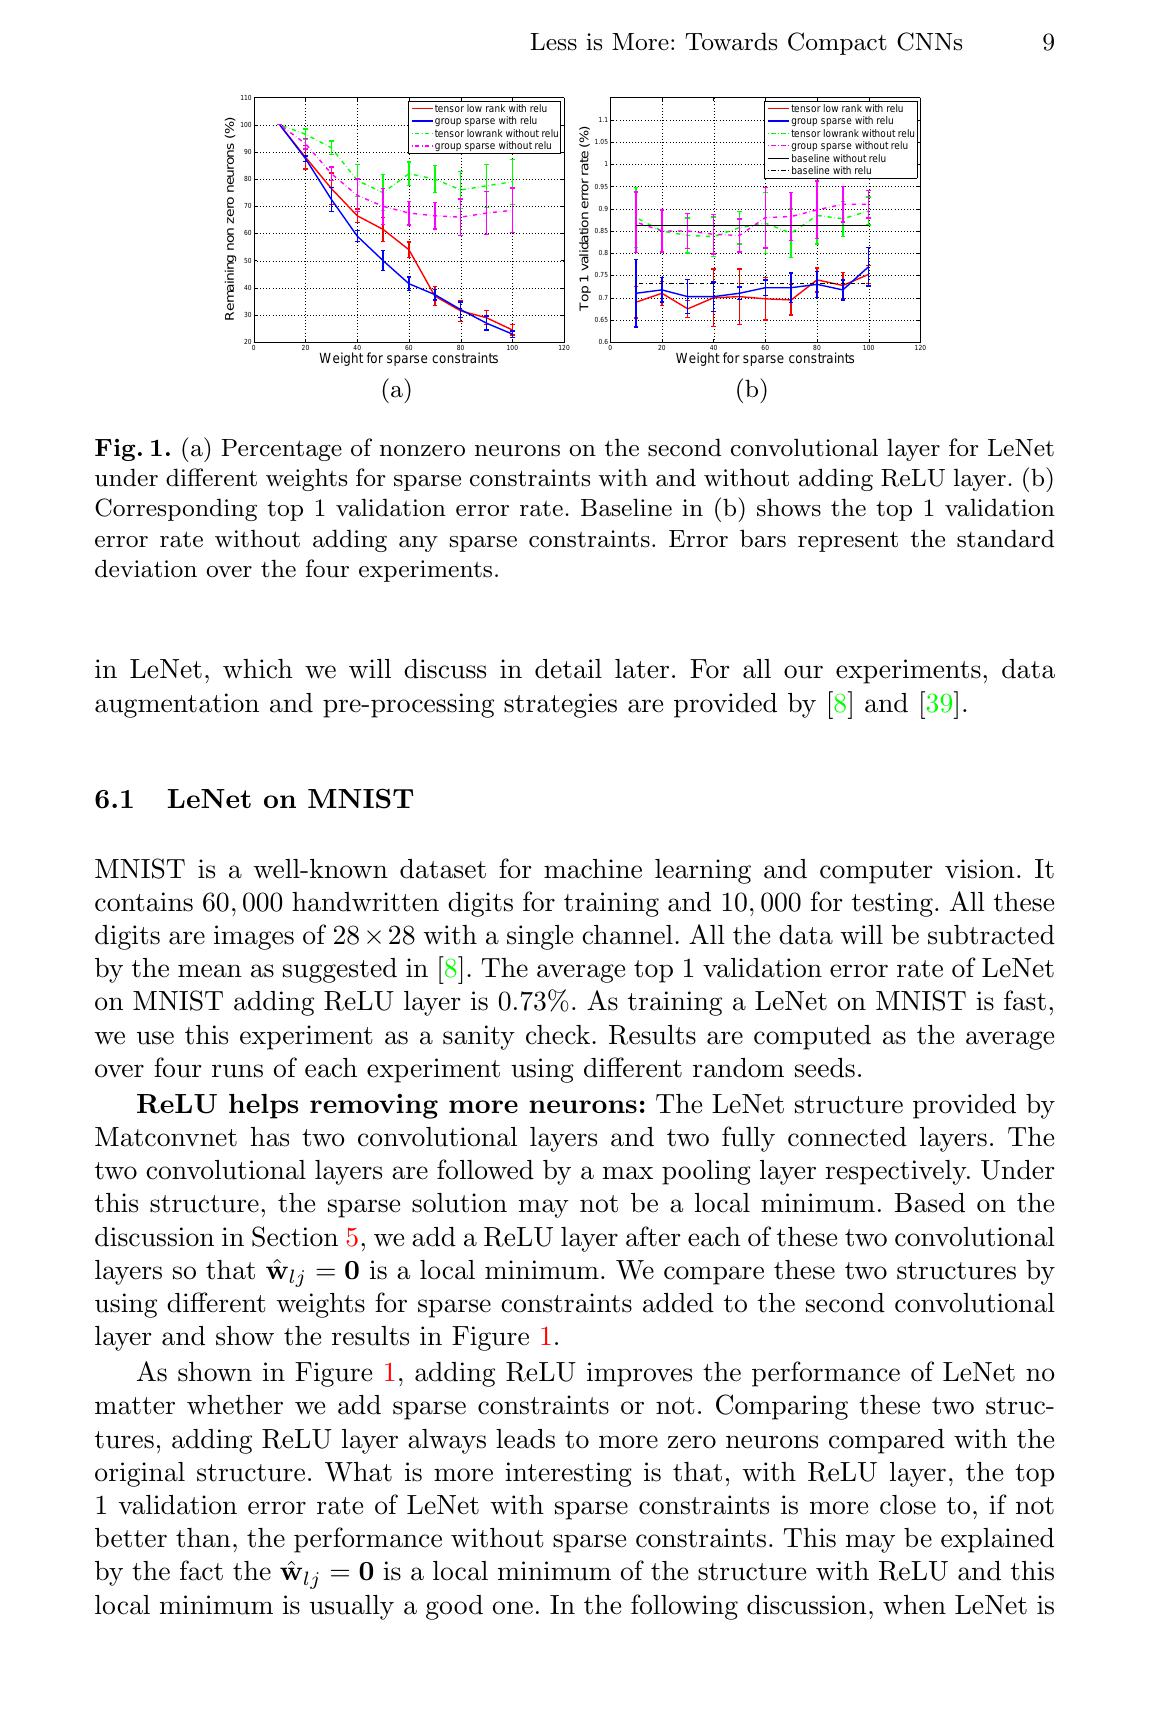 Less is More: Towards Compact CNNs 9
110
100
90
80
70
60
50
40
30
20
0 20 40 60 80 100 120
Remaining non zero neurons (%)
Weight for sparse constraints
tensor low rank with relu
group sparse with relu
tensor lowrank without relu
group sparse without relu
(a)
1.1
1.05
1
0.95
0.9
0.85
0.8
0.75
0.7
0.65
0.6
0 20 40 60 80 100 120
Top 1 validation error rate (%)
Weight for sparse constraints
tensor low rank with relu
group sparse with relu
tensor lowrank without relu
group sparse without relu
baseline without relu
baseline with relu
(b)
Fig. 1. (a) Percentage of nonzero neurons on the second convolutional layer for LeNet
under different weights for sparse constraints with and without adding ReLU layer. (b)
Corresponding top 1 validation error rate. Baseline in (b) shows the top 1 validation
error rate without adding any sparse constraints. Error bars represent the standard
deviation over the four experiments.
in LeNet, which we will discuss in detail later. For all our experiments, data
augmentation and pre-processing strategies are provided by [8] and [39].
6.1 LeNet on MNIST
MNIST is a well-known dataset for machine learning and computer vision. It
contains 60, 000 handwritten digits for training and 10, 000 for testing. All these
digits are images of 28 × 28 with a single channel. All the data will be subtracted
by the mean as suggested in [8]. The average top 1 validation error rate of LeNet
on MNIST adding ReLU layer is 0.73%. As training a LeNet on MNIST is fast,
we use this experiment as a sanity check. Results are computed as the average
over four runs of each experiment using different random seeds.
ReLU helps removing more neurons: The LeNet structure provided by
Matconvnet has two convolutional layers and two fully connected layers. The
two convolutional layers are followed by a max pooling layer respectively. Under
this structure, the sparse solution may not be a local minimum. Based on the
discussion in Section 5, we add a ReLU layer after each of these two convolutional
layers so that ŵ_lj = 0 is a local minimum. We compare these two structures by
using different weights for sparse constraints added to the second convolutional
layer and show the results in Figure 1.
As shown in Figure 1, adding ReLU improves the performance of LeNet no
matter whether we add sparse constraints or not. Comparing these two struc-
tures, adding ReLU layer always leads to more zero neurons compared with the
original structure. What is more interesting is that, with ReLU layer, the top
1 validation error rate of LeNet with sparse constraints is more close to, if not
better than, the performance without sparse constraints. This may be explained
by the fact the ŵ_lj = 0 is a local minimum of the structure with ReLU and this
local minimum is usually a good one. In the following discussion, when LeNet is